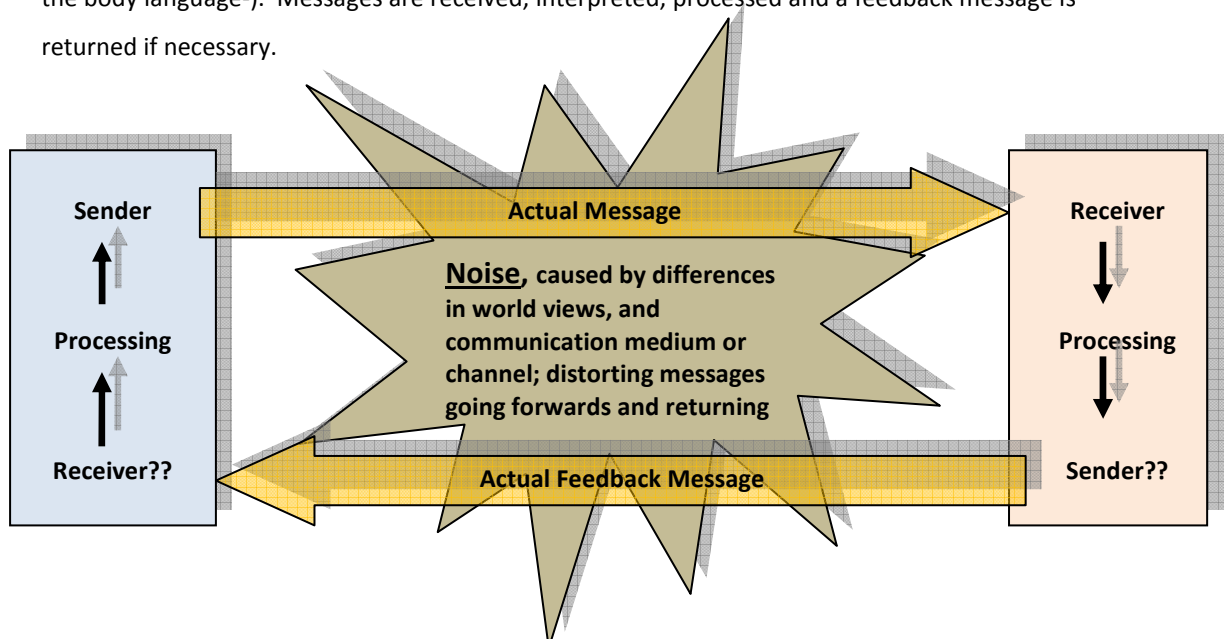 the body language-). Messages are received, interpreted, processed and a feedback message is
returned if necessary.
Sender
Actual Message
Receiver
Noise, caused by differences
in world views, and
communication medium or
channel; distorting messages
going forwards and returning
Processing
Processing
Receiver??
Actual Feedback Message
Sender??